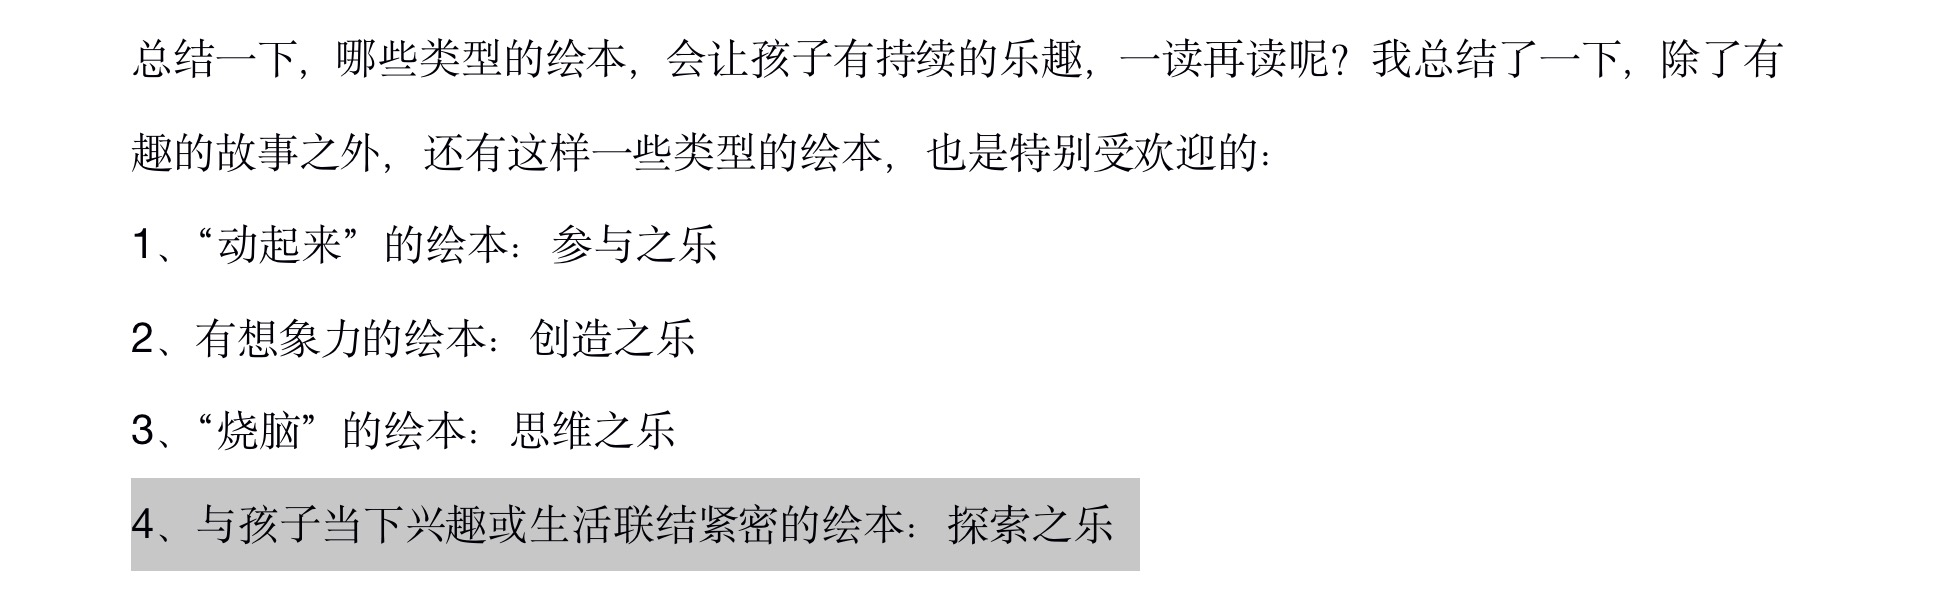 总结一下，哪些类型的绘本，会让孩子有持续的乐趣，一读再读呢？我总结了一下，除了有
趣的故事之外，还有这样一些类型的绘本，也是特别受欢迎的：
1、“动起来”的绘本：参与之乐
2、有想象力的绘本：创造之乐
3、“烧脑”的绘本：思维之乐
4、与孩子当下兴趣或生活联结紧密的绘本：探索之乐